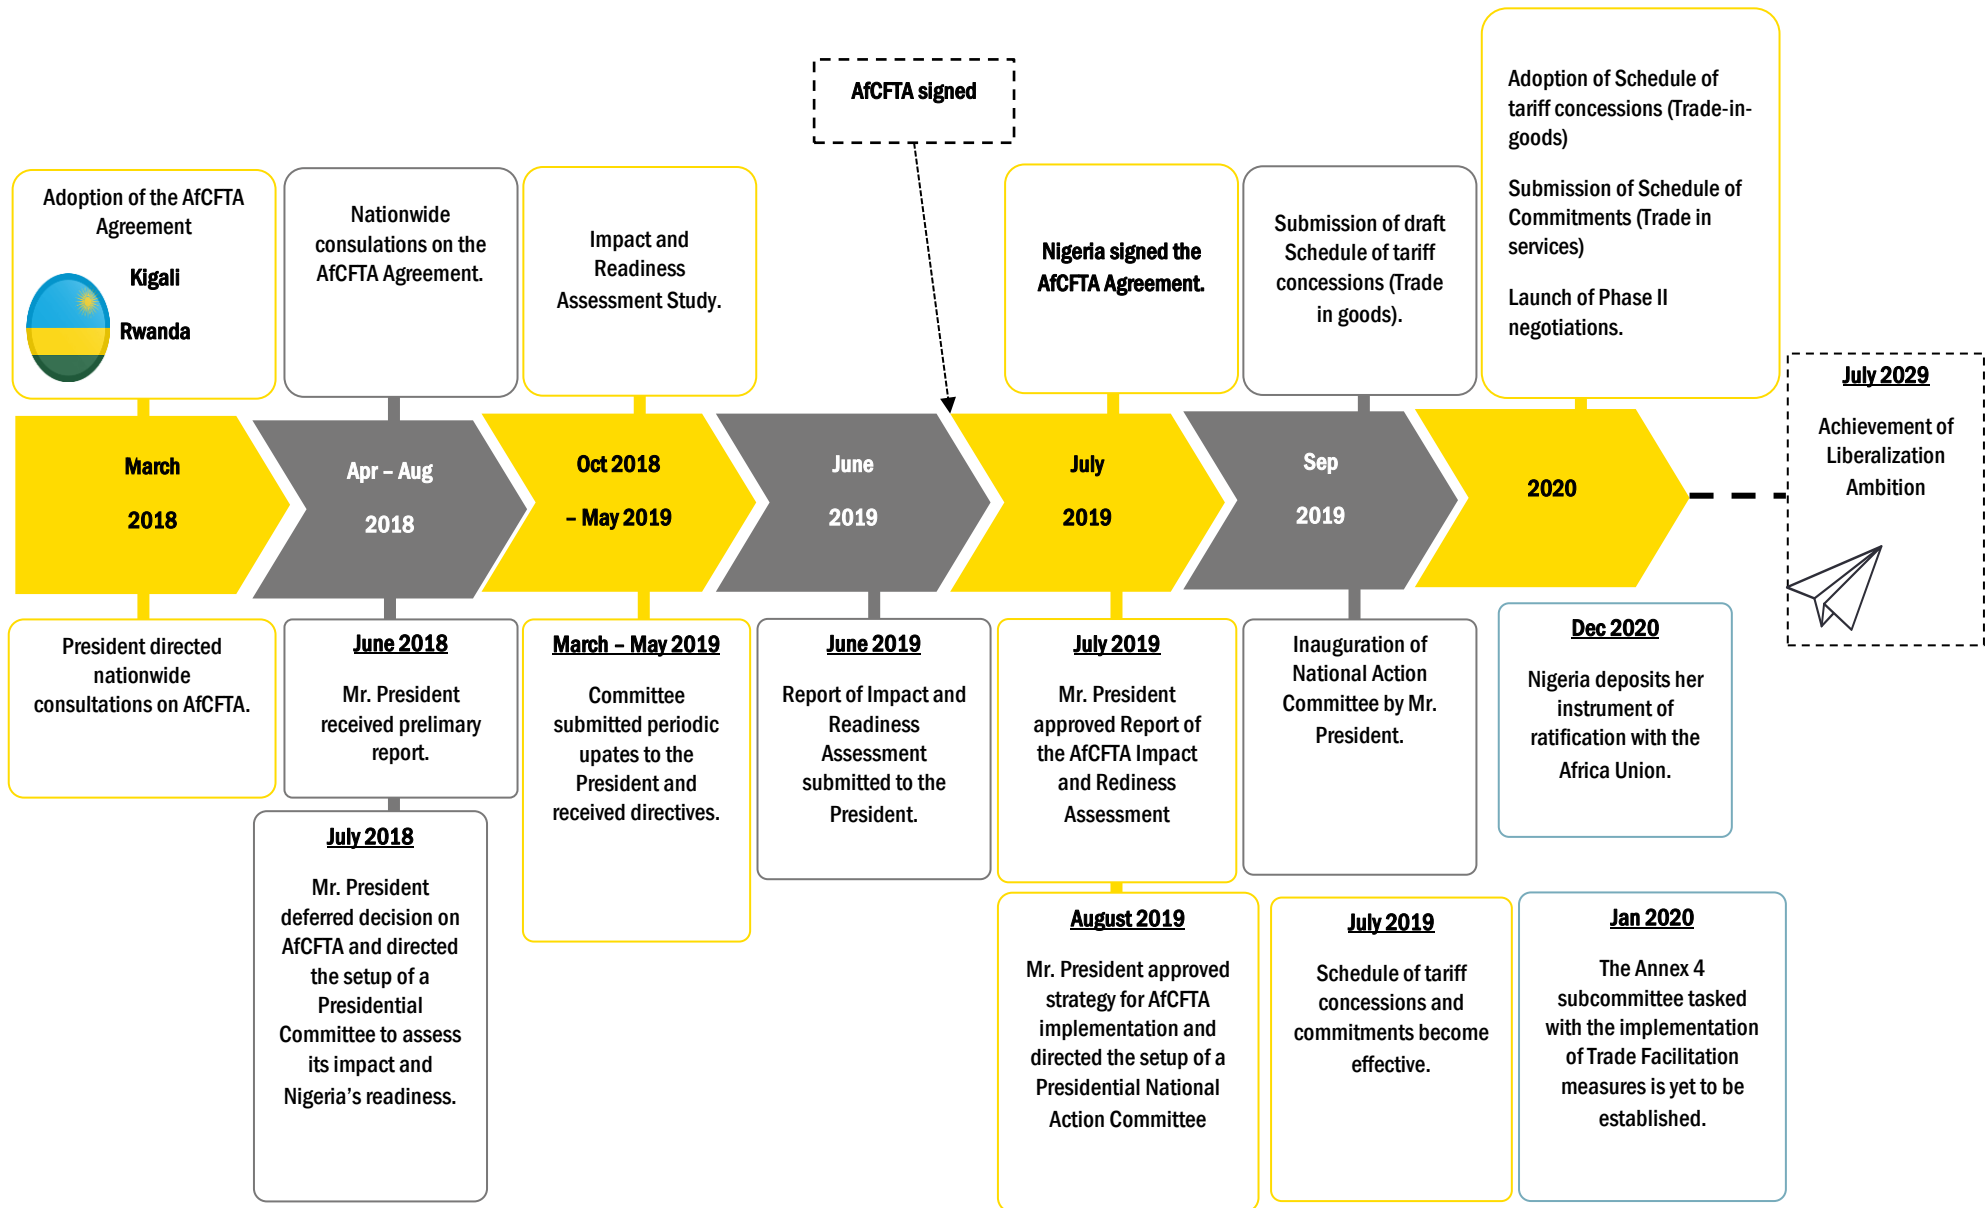 AfCFTA signed
Adoption of the AfCFTA
Agreement
Kigali
Rwanda
Nationwide
consulations on the
AfCFTA Agreement.
Impact and
Readiness
Assessment Study.
Nigeria signed the
AfCFTA Agreement.
Submission of draft
Schedule of tariff
concessions (Trade
in goods).
Adoption of Schedule of
tariff concessions (Trade-in-
goods)
Submission of Schedule of
Commitments (Trade in
services)
Launch of Phase II
negotiations.
March
2018
Apr – Aug
2018
Oct 2018
– May 2019
June
2019
July
2019
Sep
2019
2020
July 2029
Achievement of
Liberalization
Ambition
President directed
nationwide
consultations on AfCFTA.
June 2018
Mr. President
received prelimary
report.
July 2018
Mr. President
deferred decision on
AfCFTA and directed
the setup of a
Presidential
Committee to assess
its impact and
Nigeria’s readiness.
March – May 2019
Committee
submitted periodic
upates to the
President and
received directives.
June 2019
Report of Impact and
Readiness
Assessment
submitted to the
President.
July 2019
Mr. President
approved Report of
the AfCFTA Impact
and Rediness
Assessment
August 2019
Mr. President approved
strategy for AfCFTA
implementation and
directed the setup of a
Presidential National
Action Committee
Inauguration of
National Action
Committee by Mr.
President.
July 2019
Schedule of tariff
concessions and
commitments become
effective.
Dec 2020
Nigeria deposits her
instrument of
ratification with the
Africa Union.
Jan 2020
The Annex 4
subcommittee tasked
with the implementation
of Trade Facilitation
measures is yet to be
established.